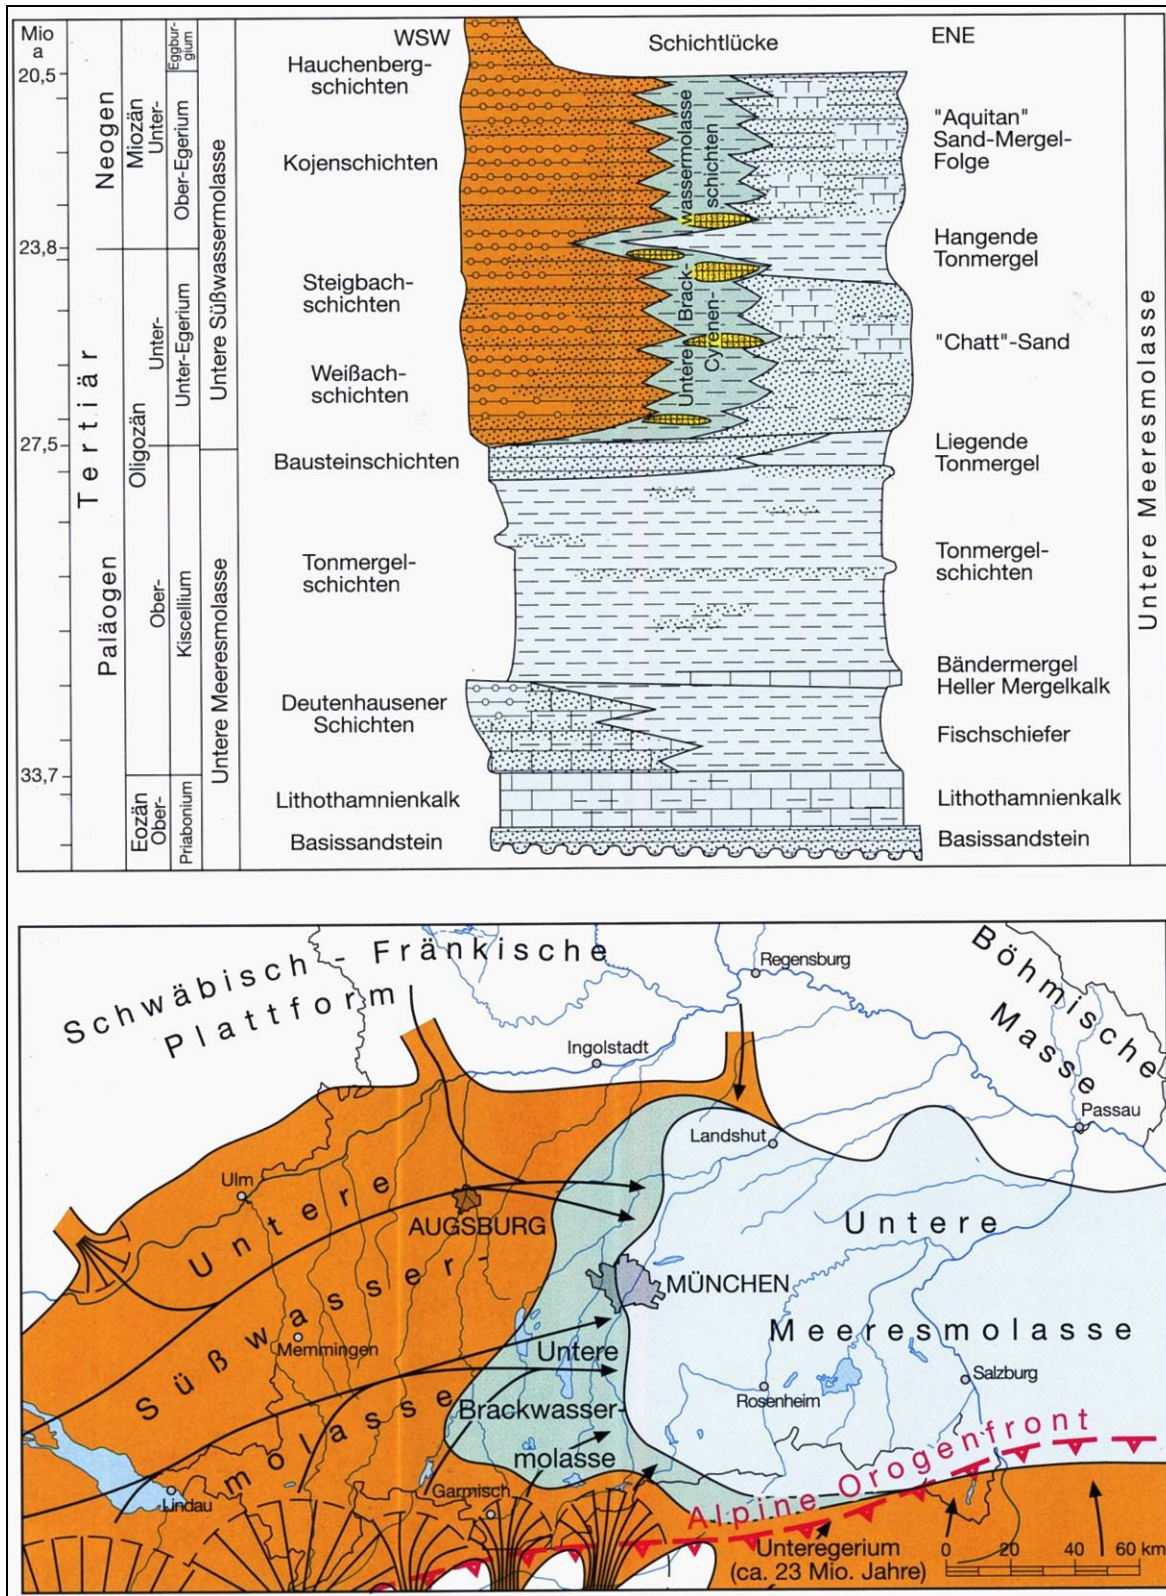 Mio
a
20,5
23,8
27,5
33,7
Tertiär
Neogen
Paläogen
Miozän
Unter-
Oligozän
Unter-
Ober-
Eozän
Ober-
Eggbur-
gium
Ober-Egerium
Unter-Egerium
Kiscellium
Priabonium
Untere Süßwassermolasse
Untere Meeresmolasse
WSW
Schichtlücke
ENE
Hauchenberg-
schichten
Kojenschichten
Steigbach-
schichten
Weißach-
schichten
Bausteinschichten
Tonmergel-
schichten
Deutenhausener
Schichten
Lithothamnienkalk
Basissandstein
Untere Brack-
wassermolasse
Cyrenen-
schichten
"Aquitan"
Sand-Mergel-
Folge
Hangende
Tonmergel
"Chatt"-Sand
Liegende
Tonmergel
Tonmergel-
schichten
Bändermergel
Heller Mergelkalk
Fischschiefer
Lithothamnienkalk
Basissandstein
Untere Meeresmolasse
Schwäbisch - Fränkische
Plattform
Böhmische
Masse
Regensburg
Ingolstadt
Passau
Landshut
Ulm
AUGSBURG
Untere
Süßwasser-
molasse
Untere
Meeresmolasse
MÜNCHEN
Memmingen
Untere
Brackwasser-
molasse
Rosenheim
Salzburg
Lindau
Garmisch
Alpine Orogenfront
Unteregerium
(ca. 23 Mio. Jahre)
0 20 40 60 km